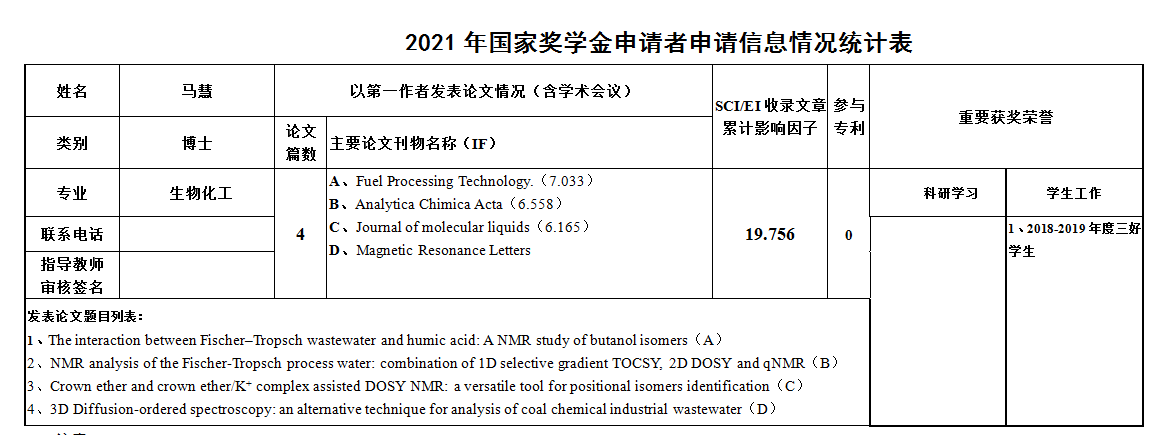 2021 年国家奖学金申请者申请信息情况统计表
姓名
马慧
以第一作者发表论文情况（含学术会议）
SCI/EI 收录文章
累计影响因子
参与
专利
重要获奖荣誉
类别
博士
论文
篇数
主要论文刊物名称（IF）
专业
生物化工
4
A、Fuel Processing Technology.（7.033）
B、Analytica Chimica Acta（6.558）
C、Journal of molecular liquids（6.165）
D、Magnetic Resonance Letters
19.756
0
科研学习
学生工作
联系电话
1、2018-2019 年度三好
学生
指导教师
审核签名
发表论文题目列表：
1、The interaction between Fischer–Tropsch wastewater and humic acid: A NMR study of butanol isomers（A）
2、NMR analysis of the Fischer-Tropsch process water: combination of 1D selective gradient TOCSY, 2D DOSY and qNMR（B）
3、Crown ether and crown ether/K⁺ complex assisted DOSY NMR: a versatile tool for positional isomers identification（C）
4、3D Diffusion-ordered spectroscopy: an alternative technique for analysis of coal chemical industrial wastewater（D）